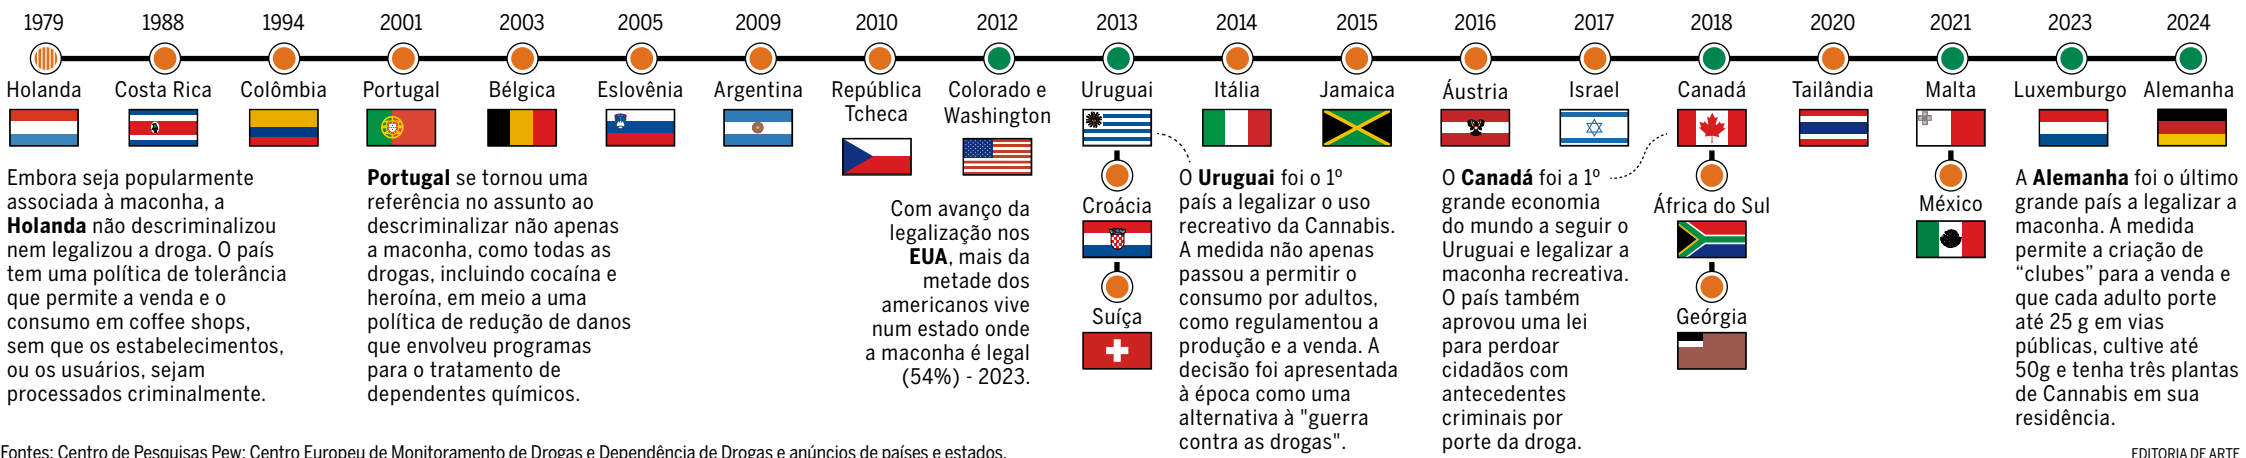 1979
1988
1994
2001
2003
2005
2009
2010
2012
2013
2014
2015
2016
2017
2018
2020
2021
2023
2024
Holanda
Costa Rica
Colômbia
Portugal
Bélgica
Eslovênia
Argentina
República
Tcheca
Colorado e
Washington
Uruguai
Itália
Jamaica
Áustria
Israel
Canadá
Tailândia
Malta
Luxemburgo
Alemanha
Embora seja popularmente
associada à maconha, a
Holanda não descriminalizou
nem legalizou a droga. O país
tem uma política de tolerância
que permite a venda e o
consumo em coffee shops,
sem que os estabelecimentos,
ou os usuários, sejam
processados criminalmente.
Portugal se tornou uma
referência no assunto ao
descriminalizar não apenas
a maconha, como todas as
drogas, incluindo cocaína e
heroína, em meio a uma
política de redução de danos
que envolveu programas
para o tratamento de
dependentes químicos.
Com avanço da
legalização nos
EUA, mais da
metade dos
americanos vive
num estado onde
a maconha é legal
(54%) - 2023.
Croácia
Suíça
O Uruguai foi o 1º
país a legalizar o uso
recreativo da Cannabis.
A medida não apenas
passou a permitir o
consumo por adultos,
como regulamentou a
produção e a venda. A
decisão foi apresentada
à época como uma
alternativa à "guerra
contra as drogas".
O Canadá foi a 1º
grande economia
do mundo a seguir o
Uruguai e legalizar a
maconha recreativa.
O país também
aprovou uma lei
para perdoar
cidadãos com
antecedentes
criminais por
porte da droga.
África do Sul
Geórgia
México
A Alemanha foi o último
grande país a legalizar a
maconha. A medida
permite a criação de
“clubes” para a venda e
que cada adulto porte
até 25 g em vias
públicas, cultive até
50g e tenha três plantas
de Cannabis em sua
residência.
Fontes: Centro de Pesquisas Pew; Centro Europeu de Monitoramento de Drogas e Dependência de Drogas e anúncios de países e estados.
EDITORIA DE ARTE